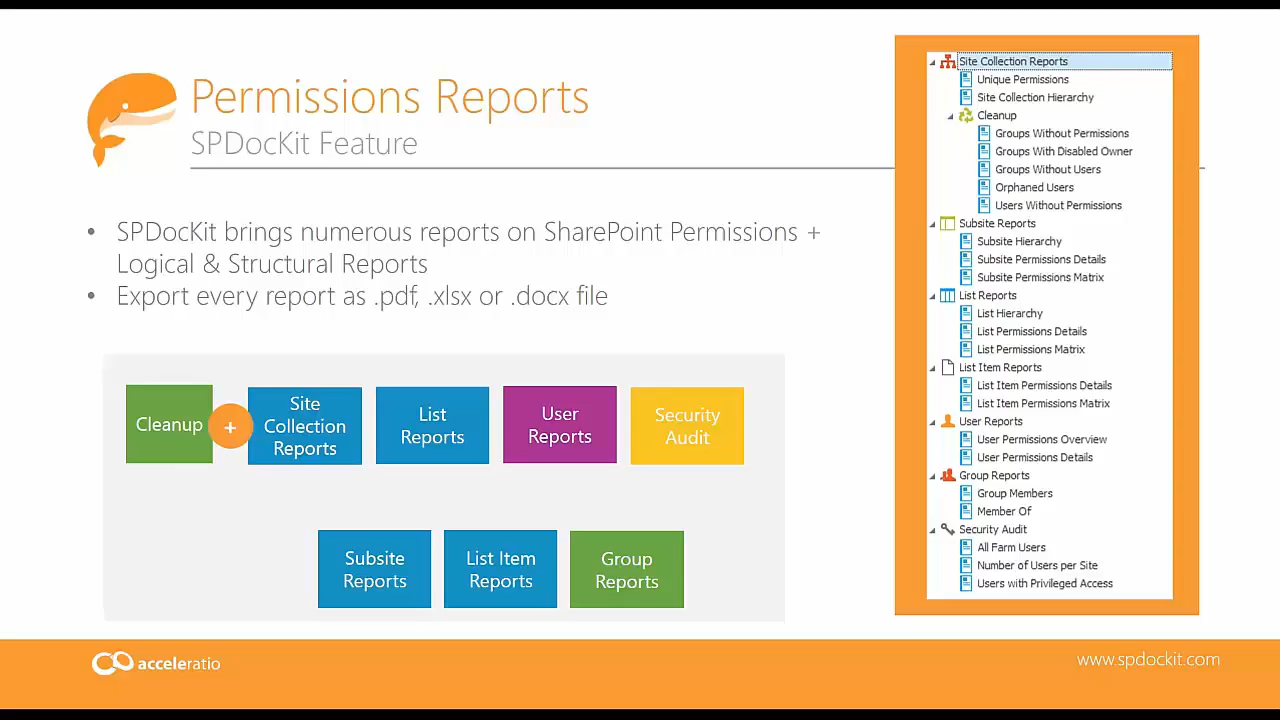 Permissions Reports
SPDocKit Feature
• SPDocKit brings numerous reports on SharePoint Permissions +
Logical & Structural Reports
• Export every report as .pdf, .xlsx or .docx file
Cleanup
+
Site
Collection
Reports
List
Reports
User
Reports
Security
Audit
Subsite
Reports
List Item
Reports
Group
Reports
Site Collection Reports
Unique Permissions
Site Collection Hierarchy
Cleanup
Groups Without Permissions
Groups With Disabled Owner
Groups Without Users
Orphaned Users
Users Without Permissions
Subsite Reports
Subsite Hierarchy
Subsite Permissions Details
Subsite Permissions Matrix
List Reports
List Hierarchy
List Permissions Details
List Permissions Matrix
List Item Reports
List Item Permissions Details
List Item Permissions Matrix
User Reports
User Permissions Overview
User Permissions Details
Group Reports
Group Members
Member Of
Security Audit
All Farm Users
Number of Users per Site
Users with Privileged Access
acceleratio
www.spdockit.com